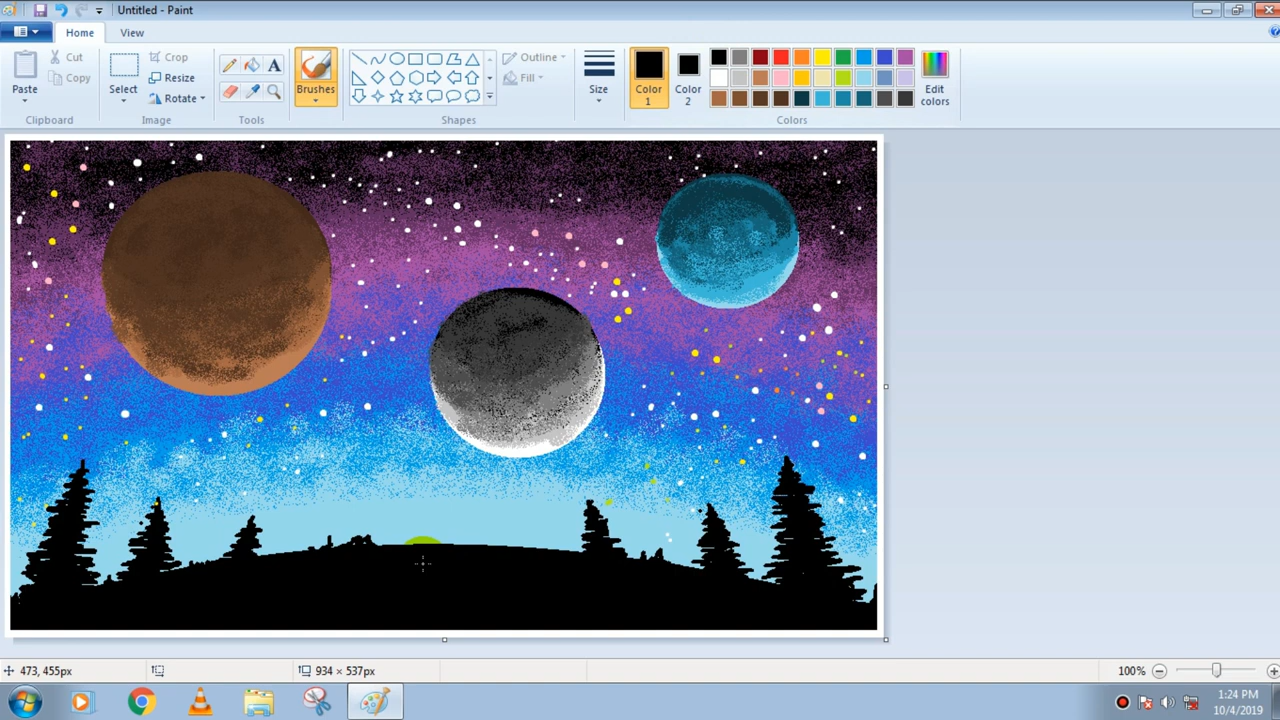 Untitled - Paint
Home View
Paste
Cut
Copy
Clipboard
Select
Crop
Resize
Rotate
Image
A
Tools
Brushes
Shapes
Outline
Fill
Size
Color 1
Color 2
Edit colors
Colors
473, 455px
934 × 537px
100%
1:24 PM
10/4/2019